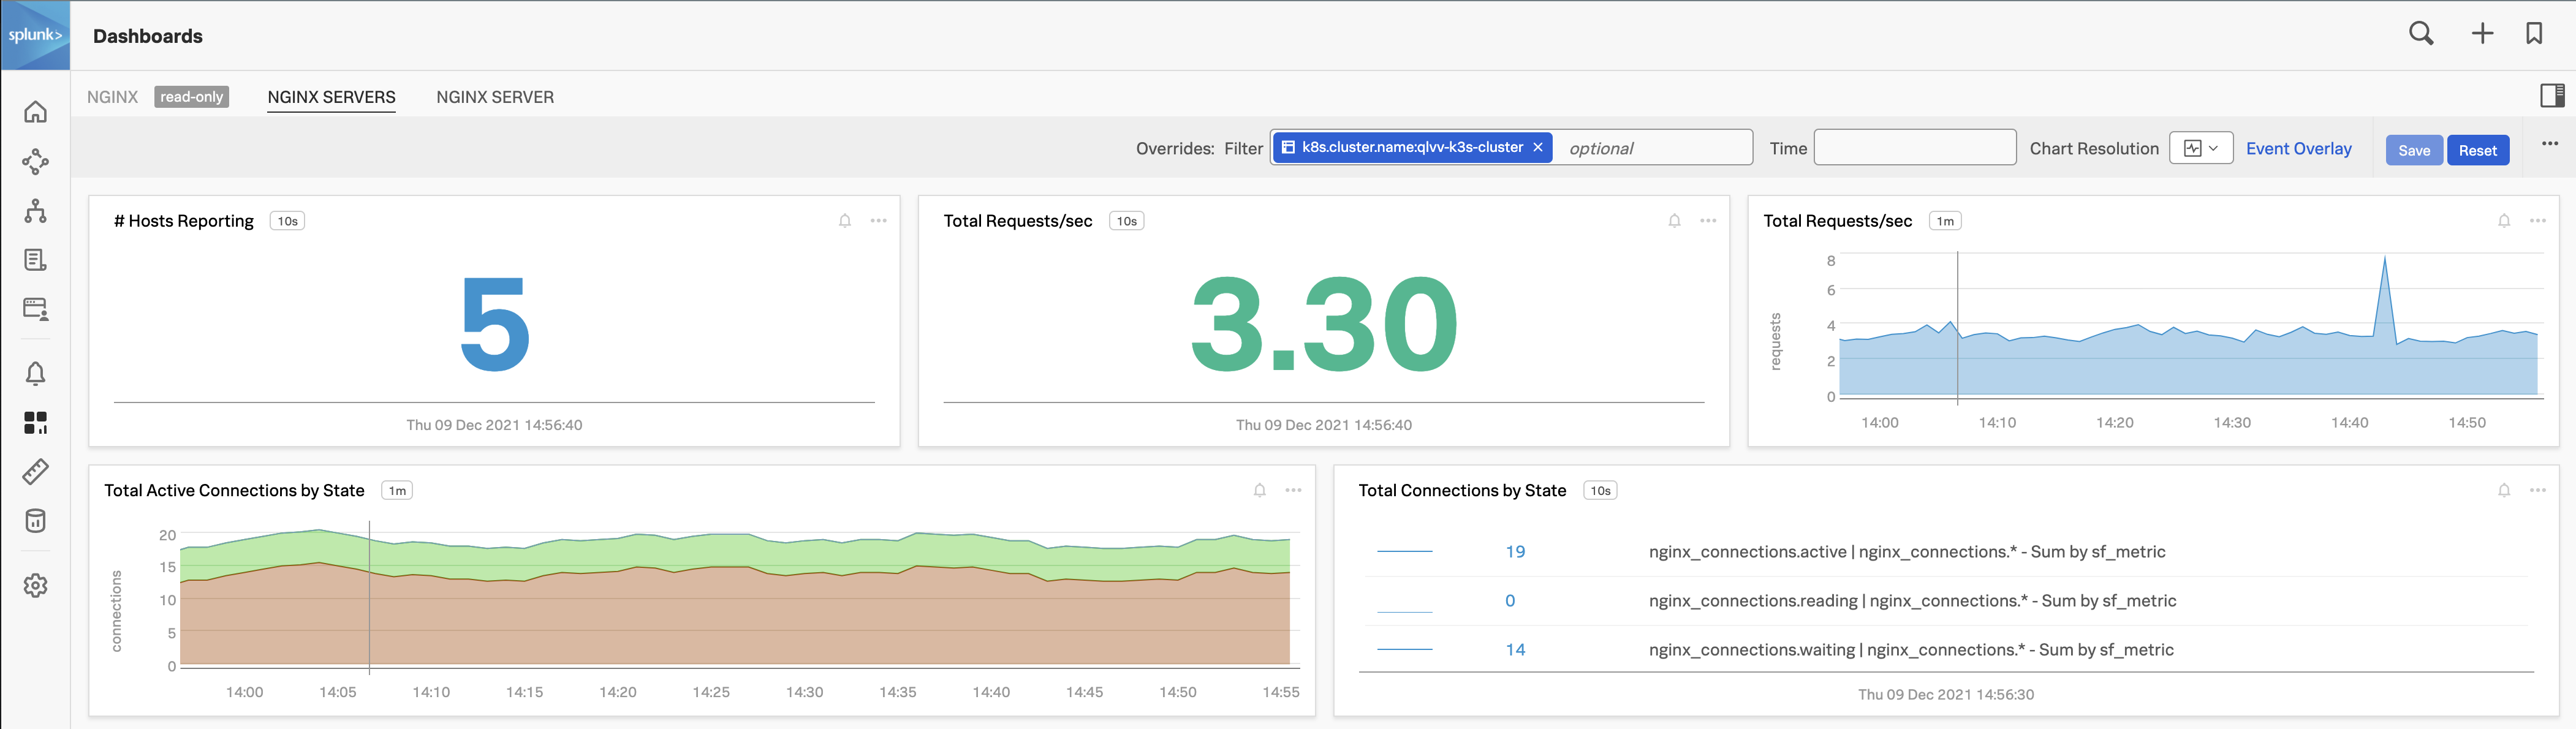 splunk>
Dashboards
NGINX read-only NGINX SERVERS NGINX SERVER
Overrides: Filter k8s.cluster.name:qlvv-k3s-cluster × optional Time Chart Resolution Event Overlay Save Reset
# Hosts Reporting 10s
5
Thu 09 Dec 2021 14:56:40
Total Requests/sec 10s
3.30
Thu 09 Dec 2021 14:56:40
Total Requests/sec 1m
requests
8
6
4
2
0
14:00 14:10 14:20 14:30 14:40 14:50
Total Active Connections by State 1m
connections
20
15
10
5
0
14:00 14:05 14:10 14:15 14:20 14:25 14:30 14:35 14:40 14:45 14:50 14:55
Total Connections by State 10s
19 nginx_connections.active | nginx_connections.* - Sum by sf_metric
0 nginx_connections.reading | nginx_connections.* - Sum by sf_metric
14 nginx_connections.waiting | nginx_connections.* - Sum by sf_metric
Thu 09 Dec 2021 14:56:30